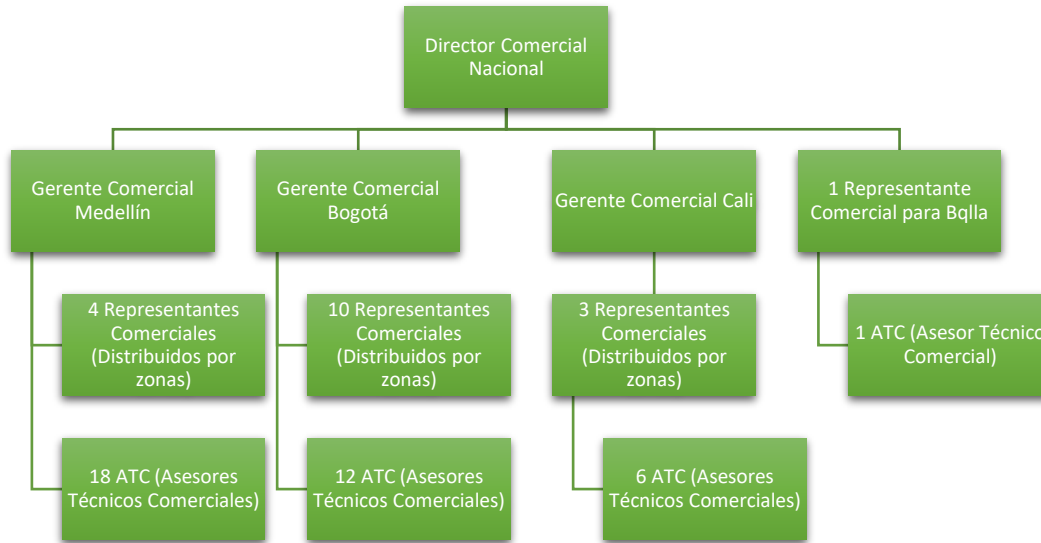 Director Comercial
Nacional
Gerente Comercial
Medellín
Gerente Comercial
Bogotá
Gerente Comercial Cali
1 Representante
Comercial para Bqlla
4 Representantes
Comerciales
(Distribuidos por
zonas)
10 Representantes
Comerciales
(Distribuidos por
zonas)
3 Representantes
Comerciales
(Distribuidos por
zonas)
1 ATC (Asesor Técnico
Comercial)
18 ATC (Asesores
Técnicos Comerciales)
12 ATC (Asesores
Técnicos Comerciales)
6 ATC (Asesores
Técnicos Comerciales)